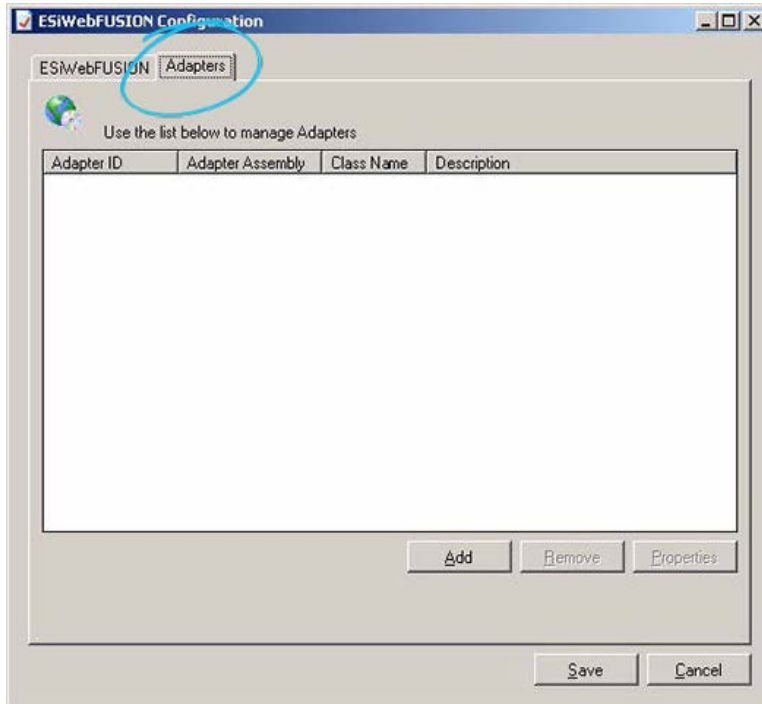 ESiWebFUSION Configuration
ESiWebFUSION Adapters
Use the list below to manage Adapters
Adapter ID Adapter Assembly Class Name Description
Add Remove Properties
Save Cancel